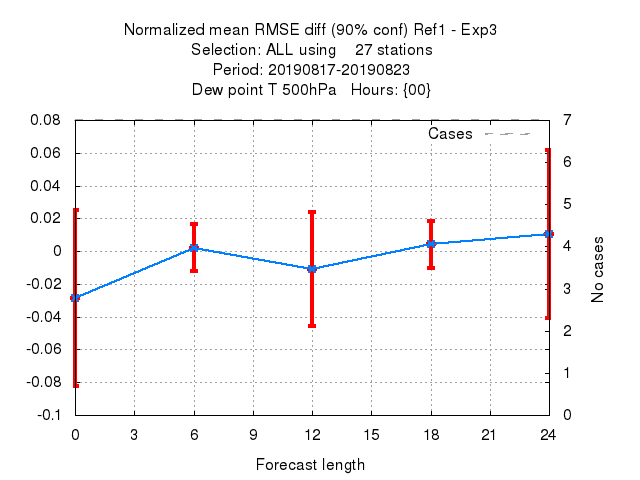 Normalized mean RMSE diff (90% conf) Ref1 - Exp3
Selection: ALL using    27 stations
Period: 20190817-20190823
Dew point T 500hPa   Hours: {00}
Cases
0.08
0.06
0.04
0.02
0
-0.02
-0.04
-0.06
-0.08
-0.1
7
6
5
4
3
2
1
0
No cases
0 3 6 9 12 15 18 21 24
Forecast length